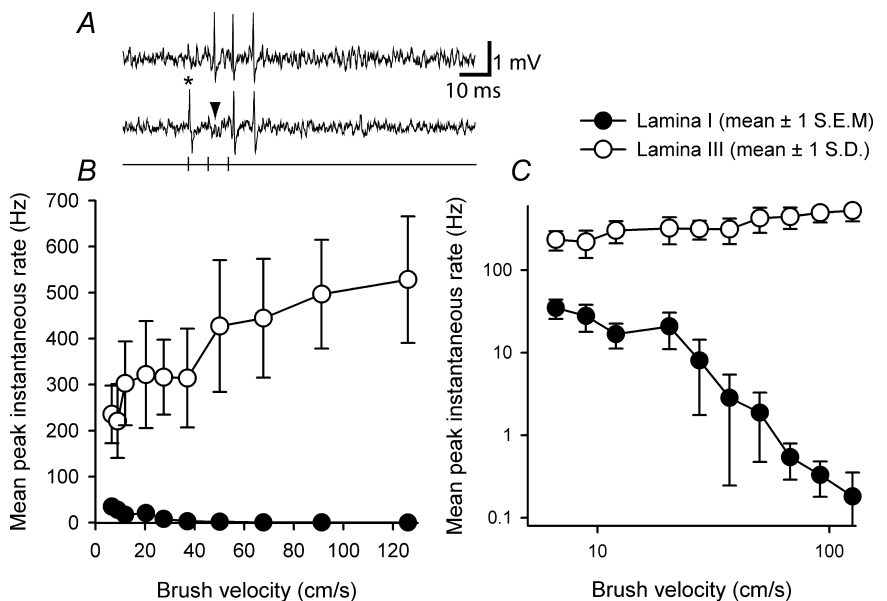 A
1 mV
10 ms
*
Lamina I (mean ± 1 S.E.M)
Lamina III (mean ± 1 S.D.)
B
Mean peak instantaneous rate (Hz)
700
600
500
400
300
200
100
0
0 20 40 60 80 100 120
Brush velocity (cm/s)
C
Mean peak instantaneous rate (Hz)
100
10
1
0.1
10 100
Brush velocity (cm/s)